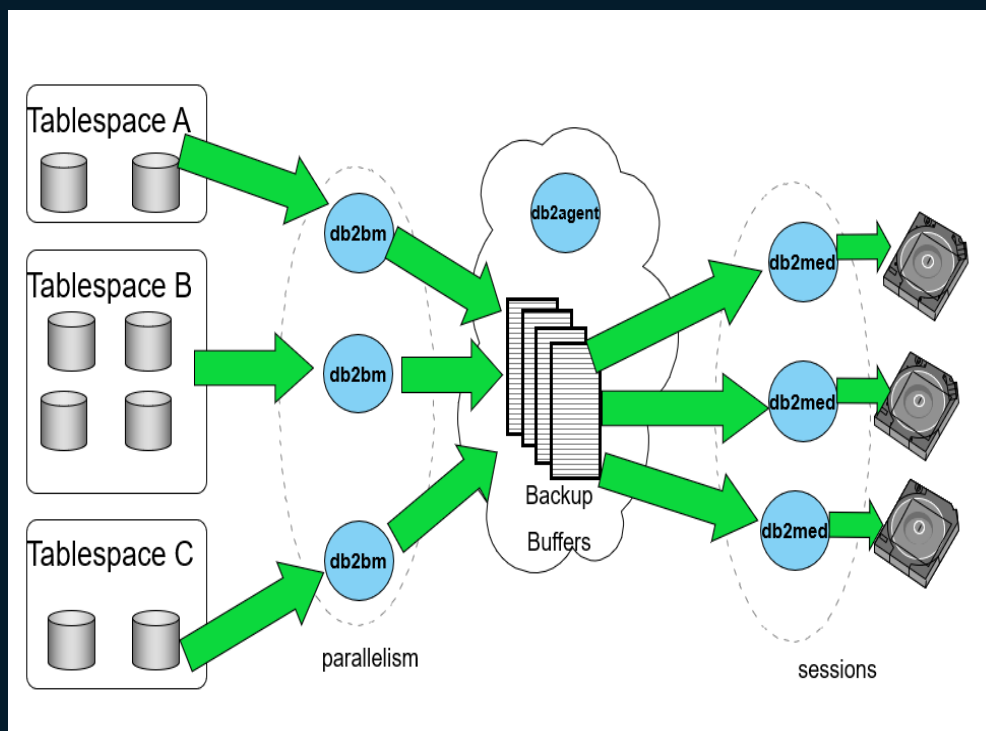 Tablespace A
Tablespace B
Tablespace C
db2bm
db2bm
db2bm
parallelism
db2agent
Backup
Buffers
db2med
db2med
db2med
sessions